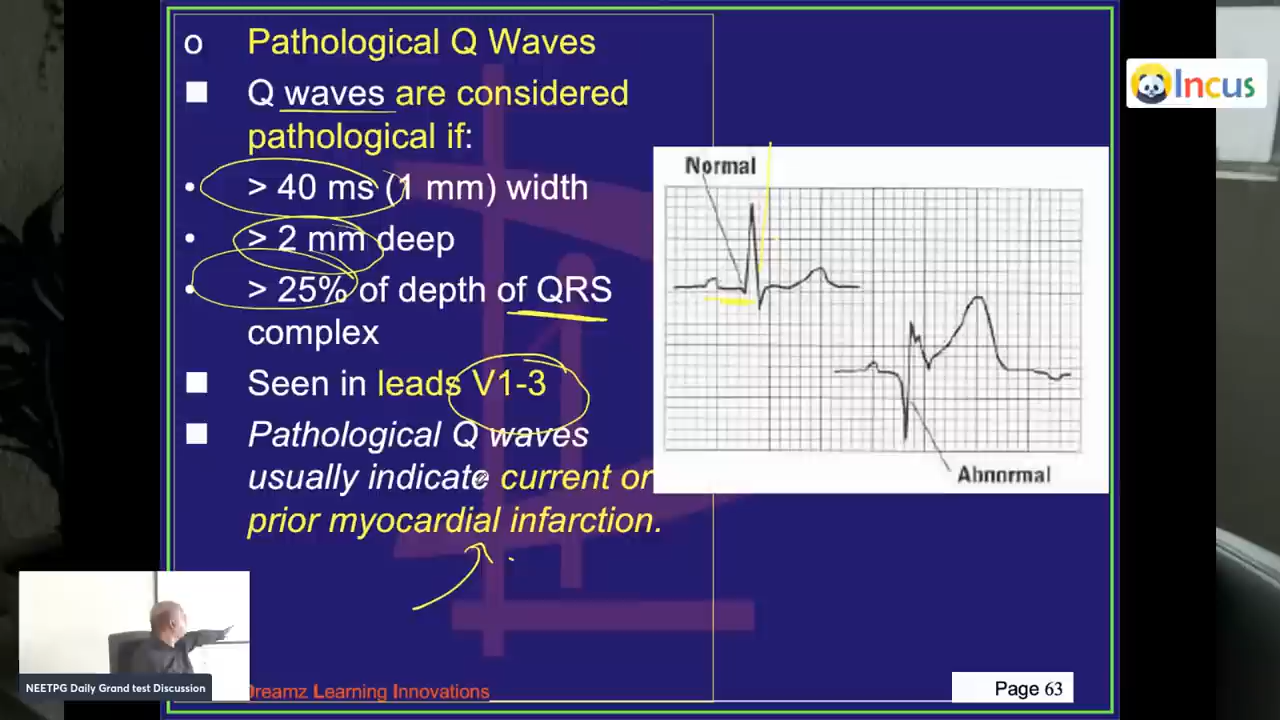 o Pathological Q Waves
Q waves are considered
pathological if:
• > 40 ms (1 mm) width
• > 2 mm deep
• > 25% of depth of QRS
complex
Seen in leads V1-3
Pathological Q waves
usually indicate current or
prior myocardial infarction.
Incus
Normal
Abnormal
NEETPG Daily Grand test Discussion
Dreamz Learning Innovations
Page 63